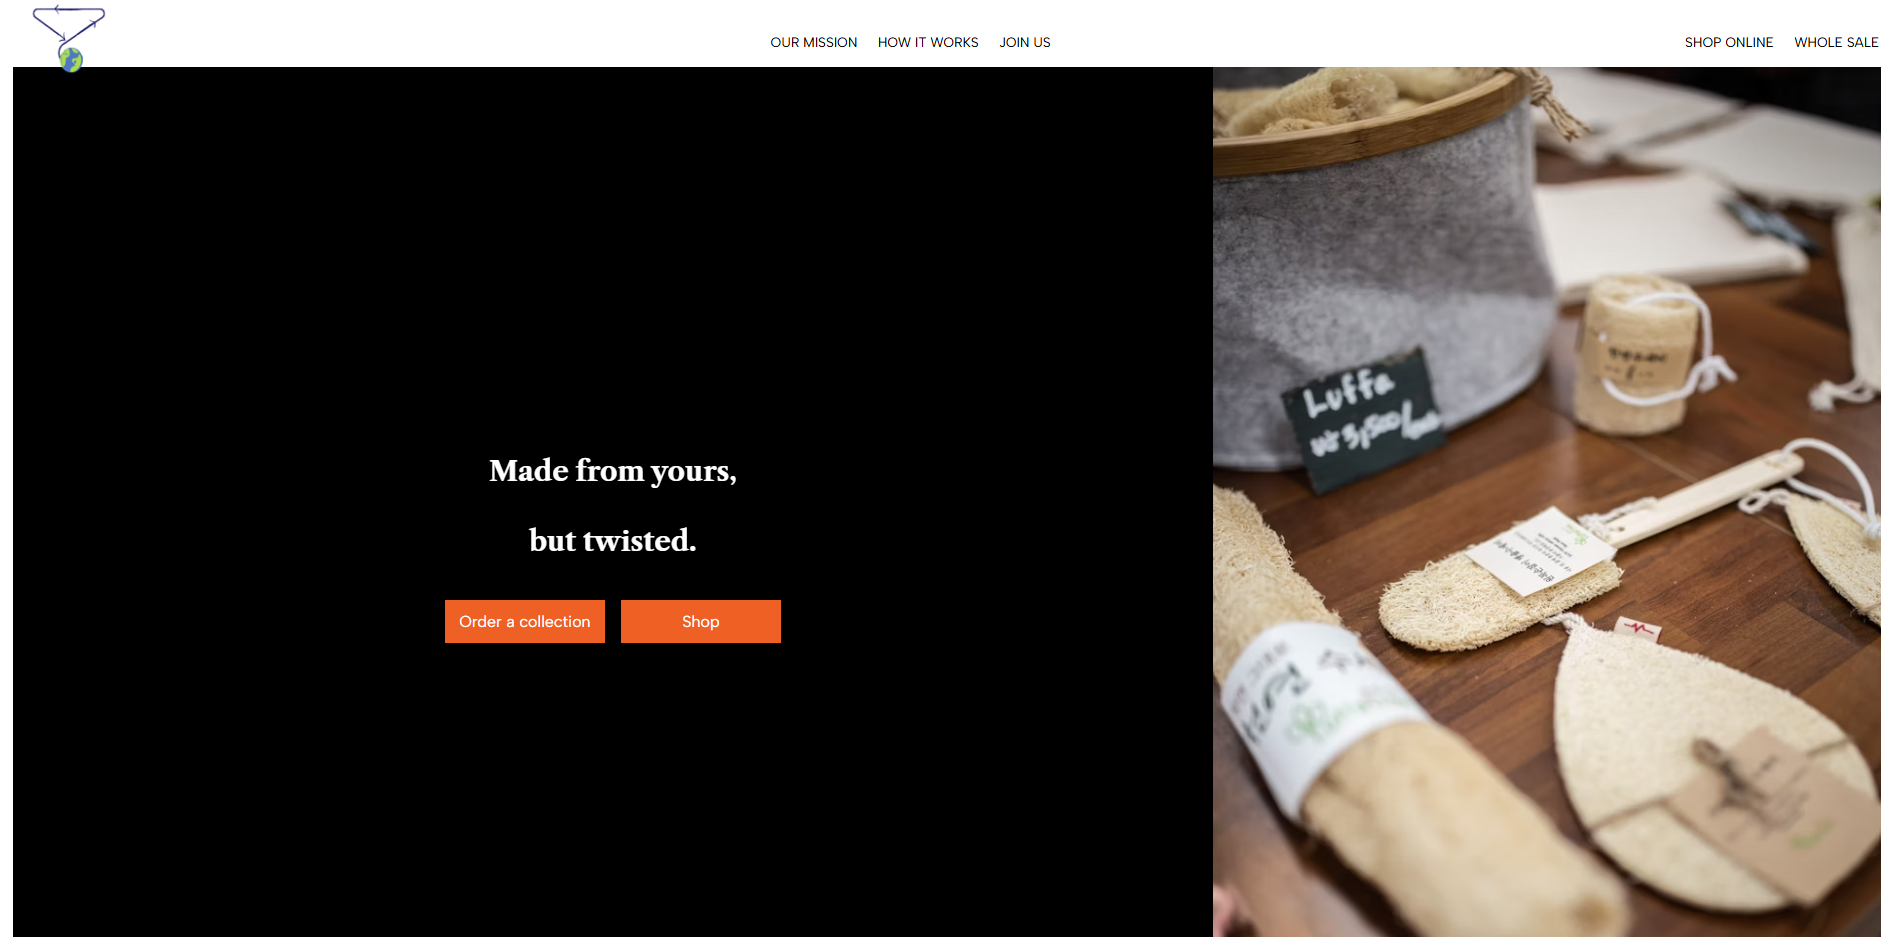 OUR MISSION HOW IT WORKS JOIN US SHOP ONLINE WHOLE SALE
Made from yours,
but twisted.
Order a collection Shop
Luffa
₩3,500/